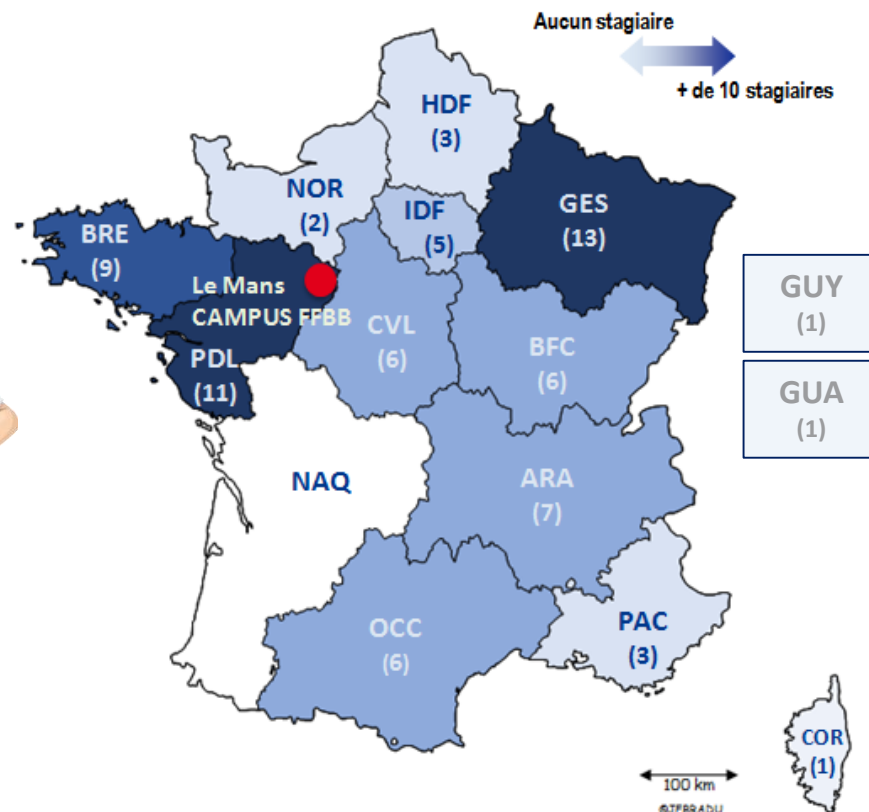 Aucun stagiaire
+ de 10 stagiaires
HDF
(3)
NOR
(2)
IDF
(5)
GES
(13)
BRE
(9)
Le Mans
CAMPUS FFBB
PDL
(11)
CVL
(6)
BFC
(6)
GUY
(1)
GUA
(1)
NAQ
ARA
(7)
OCC
(6)
PAC
(3)
COR
(1)
100 km